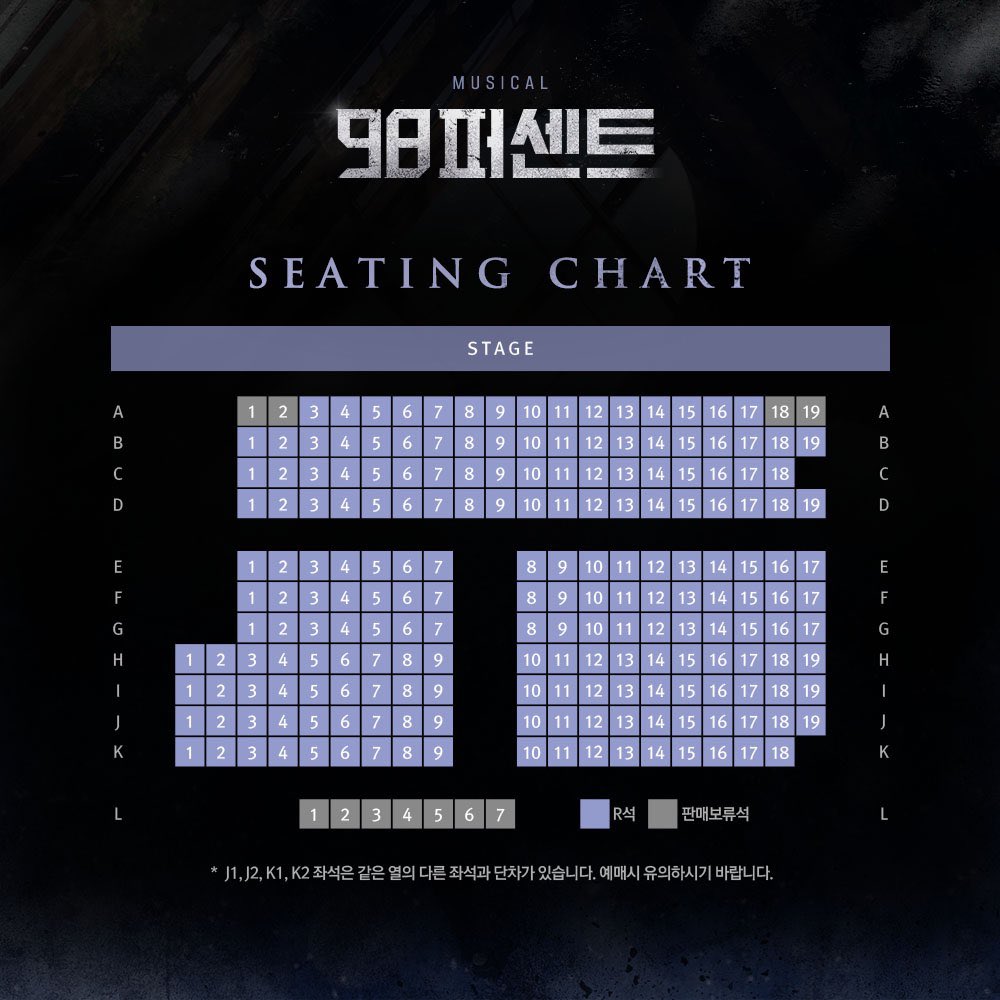 MUSICAL
98퍼센트
SEATING CHART
STAGE
A 1 2 3 4 5 6 7 8 9 10 11 12 13 14 15 16 17 18 19 A
B 1 2 3 4 5 6 7 8 9 10 11 12 13 14 15 16 17 18 19 B
C 1 2 3 4 5 6 7 8 9 10 11 12 13 14 15 16 17 18 C
D 1 2 3 4 5 6 7 8 9 10 11 12 13 14 15 16 17 18 19 D
E 1 2 3 4 5 6 7 8 9 10 11 12 13 14 15 16 17 E
F 1 2 3 4 5 6 7 8 9 10 11 12 13 14 15 16 17 F
G 1 2 3 4 5 6 7 8 9 10 11 12 13 14 15 16 17 G
H 1 2 3 4 5 6 7 8 9 10 11 12 13 14 15 16 17 18 19 H
I 1 2 3 4 5 6 7 8 9 10 11 12 13 14 15 16 17 18 19 I
J 1 2 3 4 5 6 7 8 9 10 11 12 13 14 15 16 17 18 19 J
K 1 2 3 4 5 6 7 8 9 10 11 12 13 14 15 16 17 18 K
L 1 2 3 4 5 6 7 R석 판매보류석 L
* J1, J2, K1, K2 좌석은 같은 열의 다른 좌석과 단차가 있습니다. 예매시 유의하시기 바랍니다.